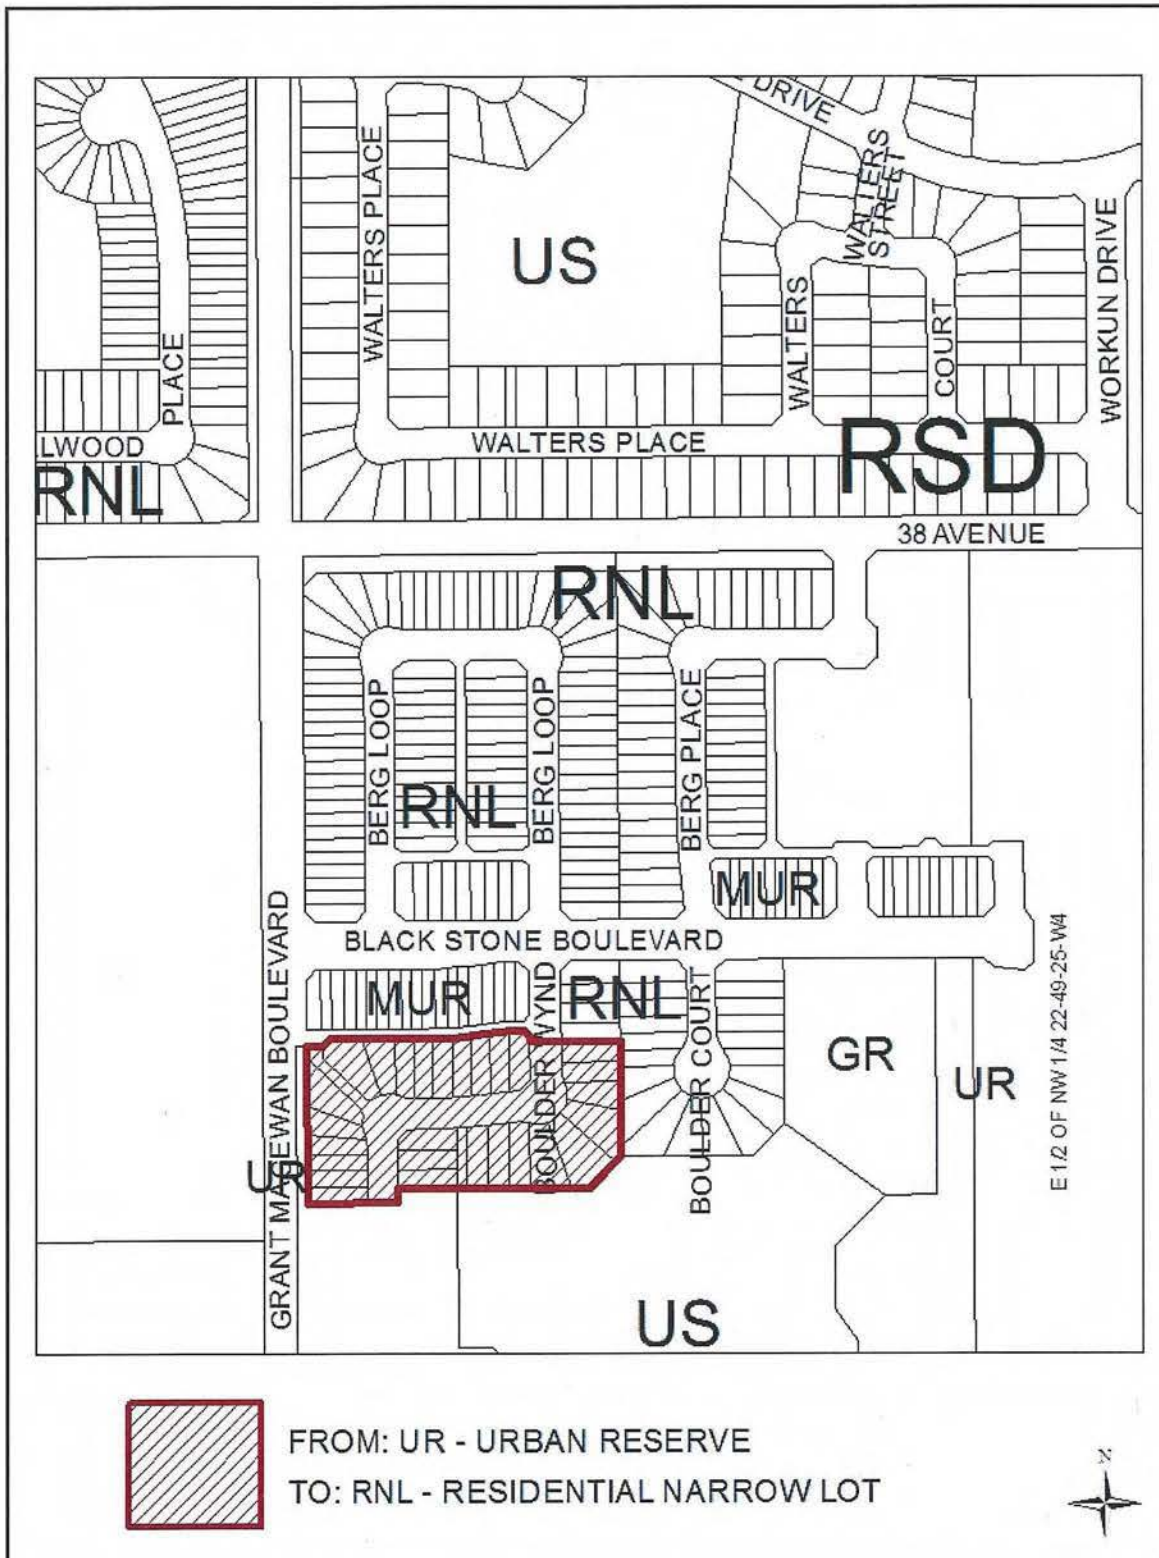 DRIVE
WALTERS
STREET
WALTERS PLACE
US
WORKUN DRIVE
PLACE
WALTERS
COURT
LLWOOD
WALTERS PLACE
RSD
RNL
38 AVENUE
RNL
BERG LOOP
BERG LOOP
BERG PLACE
RNL
MUR
GRANT MACEWAN BOULEVARD
BLACK STONE BOULEVARD
E 1/2 OF NW 1/4 22-49-25-W4
MUR
RNL
BOULDER WYND
BOULDER COURT
GR
UR
UR
US
FROM: UR - URBAN RESERVE
TO: RNL - RESIDENTIAL NARROW LOT
N